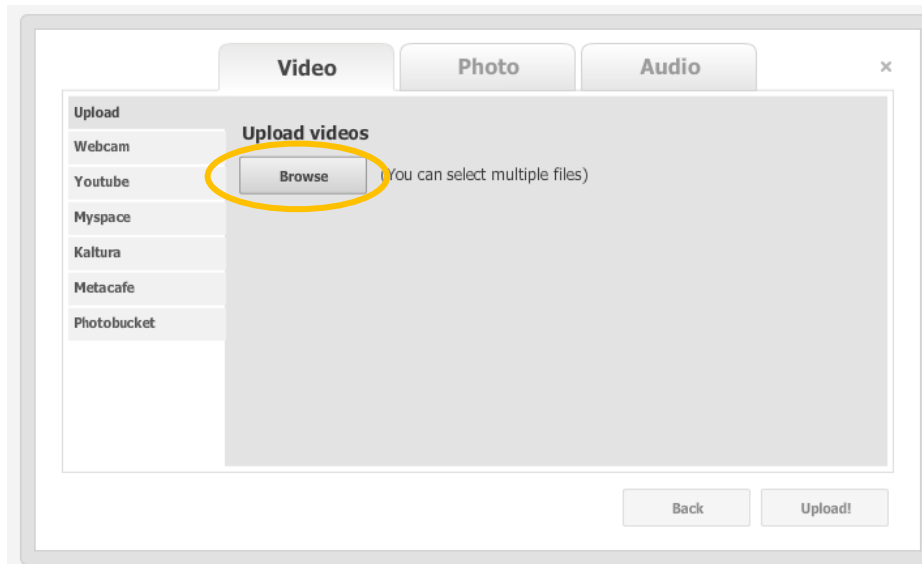 Video Photo Audio ×
Upload
Webcam
Youtube
Myspace
Kaltura
Metacafe
Photobucket
Upload videos
Browse (You can select multiple files)
Back Upload!